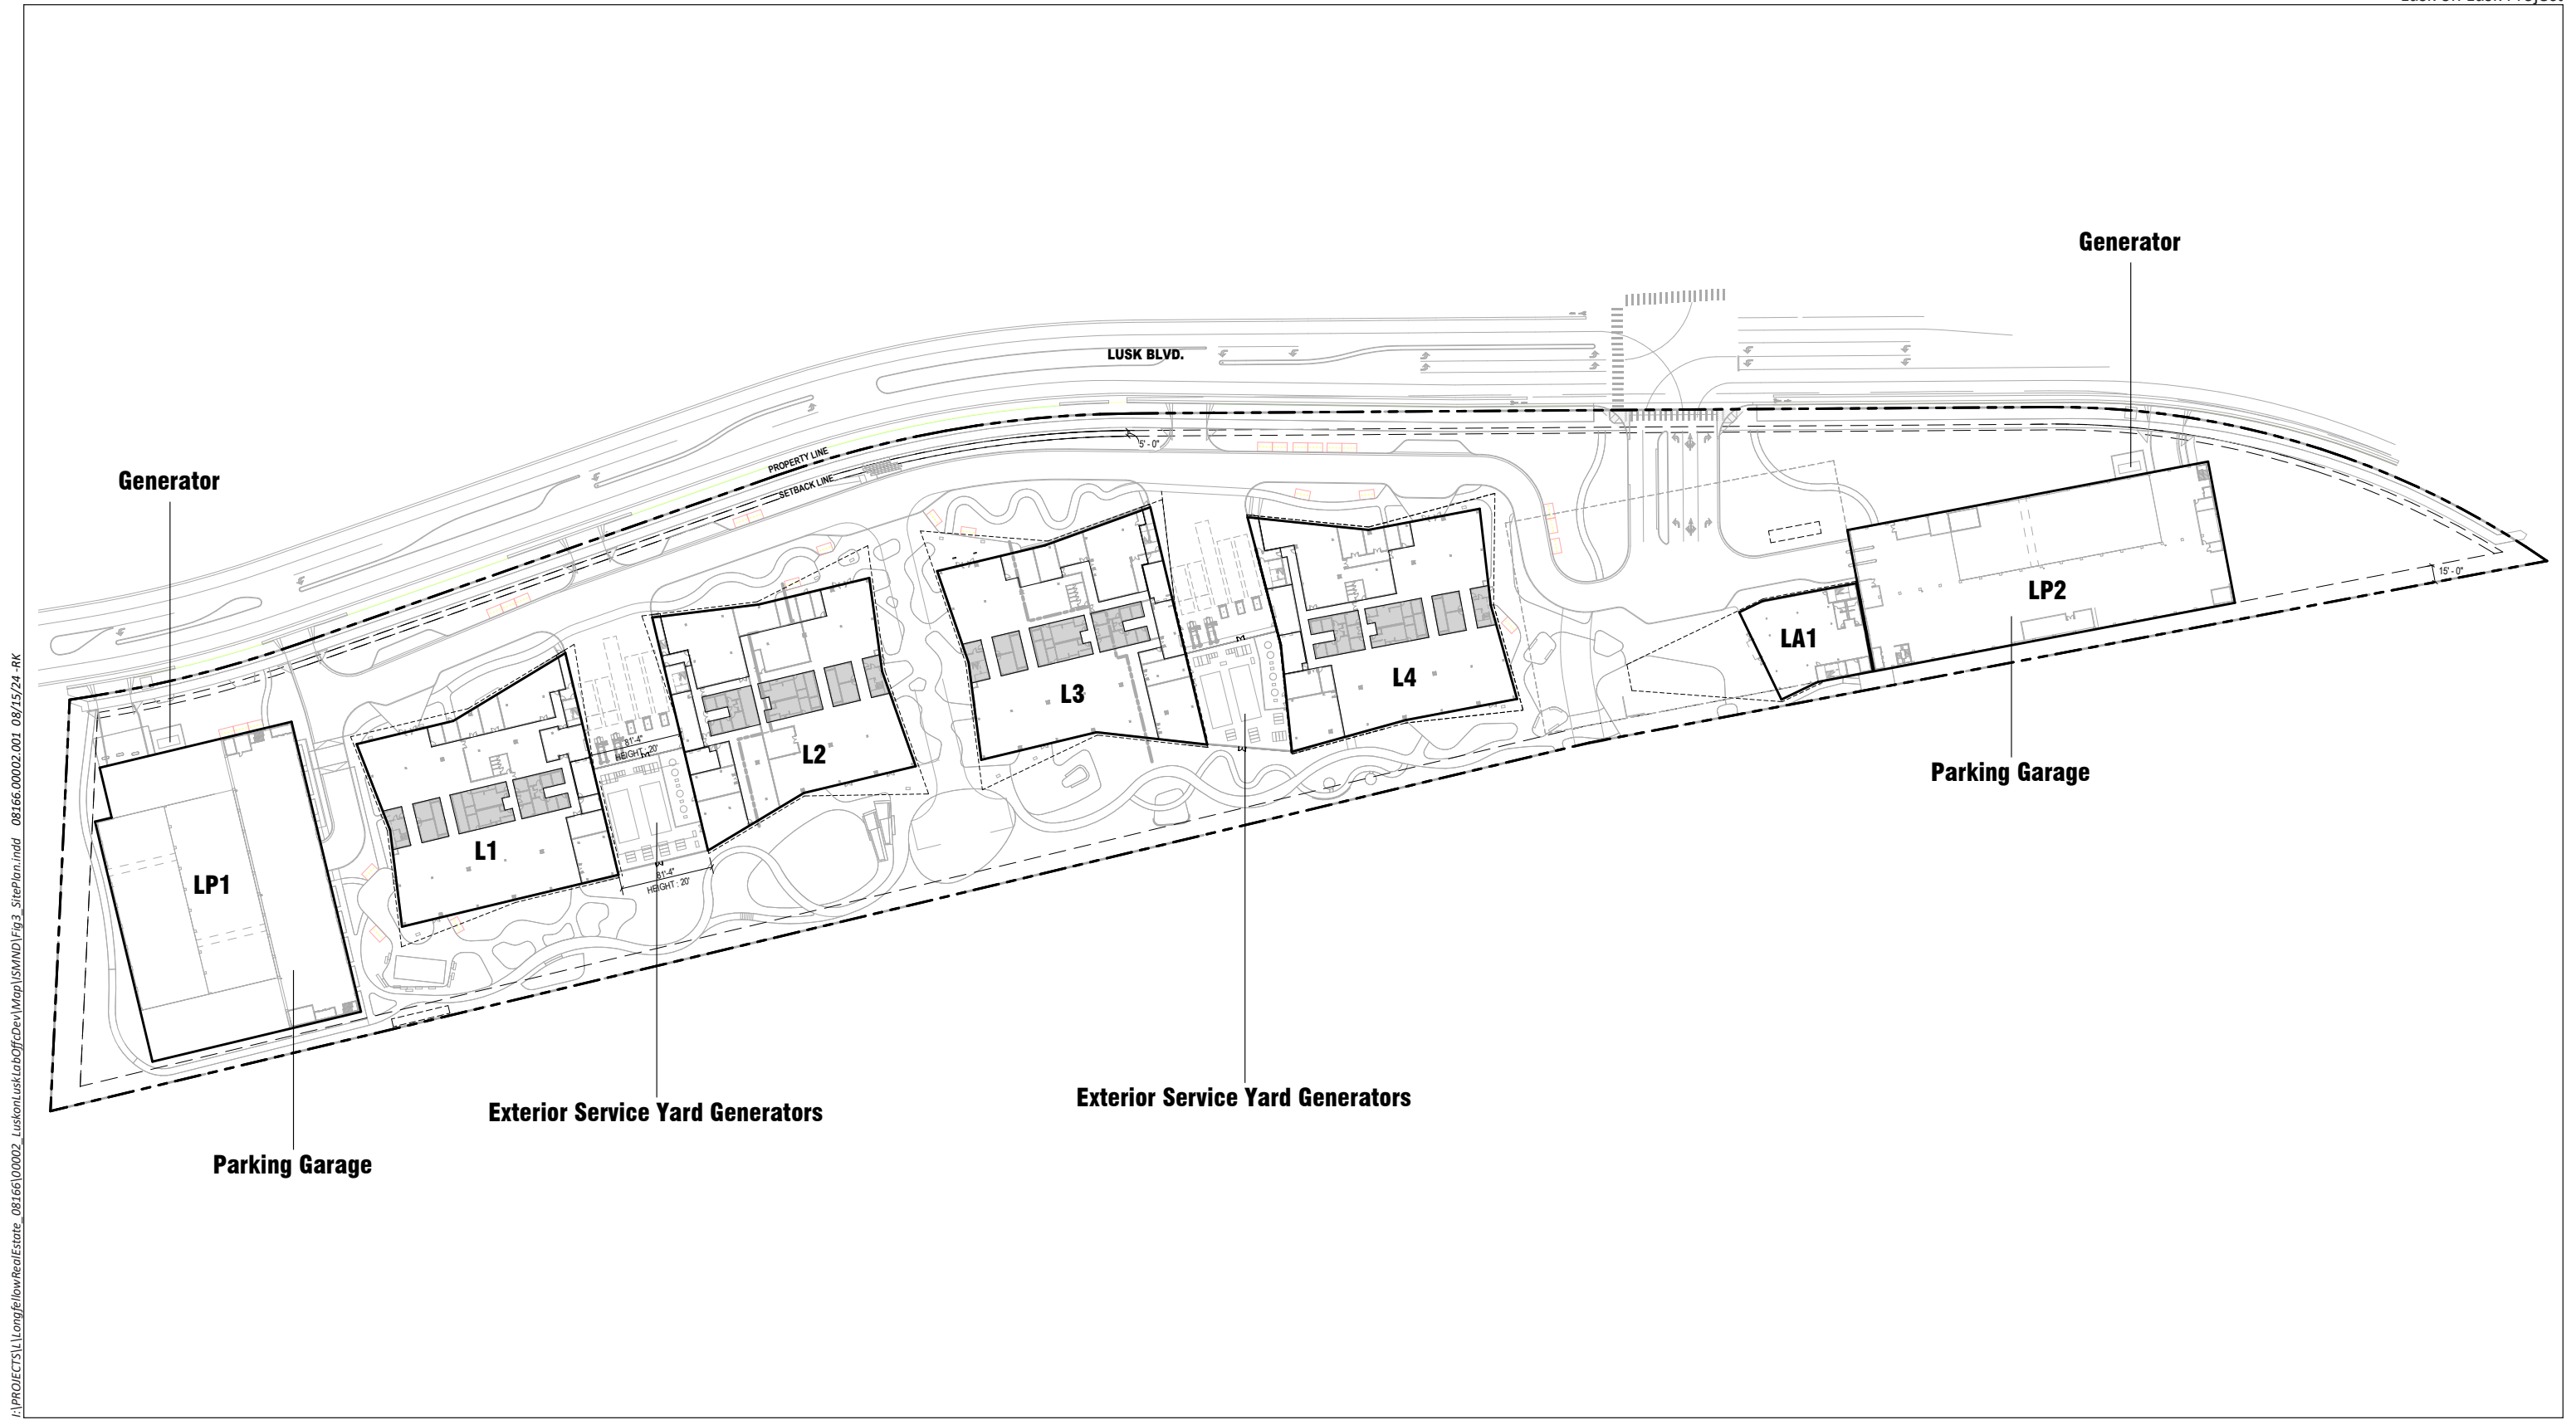 Generator
LUSK BLVD.
5' - 0"
PROPERTY LINE
Generator
SETBACK LINE
15' - 0"
LP2
LA1
L4
L3
81'-4"
HEIGHT : 20'
L2
Parking Garage
L1
81'-4"
HEIGHT : 20'
LP1
Exterior Service Yard Generators
Exterior Service Yard Generators
Parking Garage
I:\PROJECTS\L\LongfellowRealEstate_08166\00002_LuskonLuskLabOffcDev\Map\ISMND\Fig3_SitePlan.indd 08166.00002.001 08/15/24 -RK